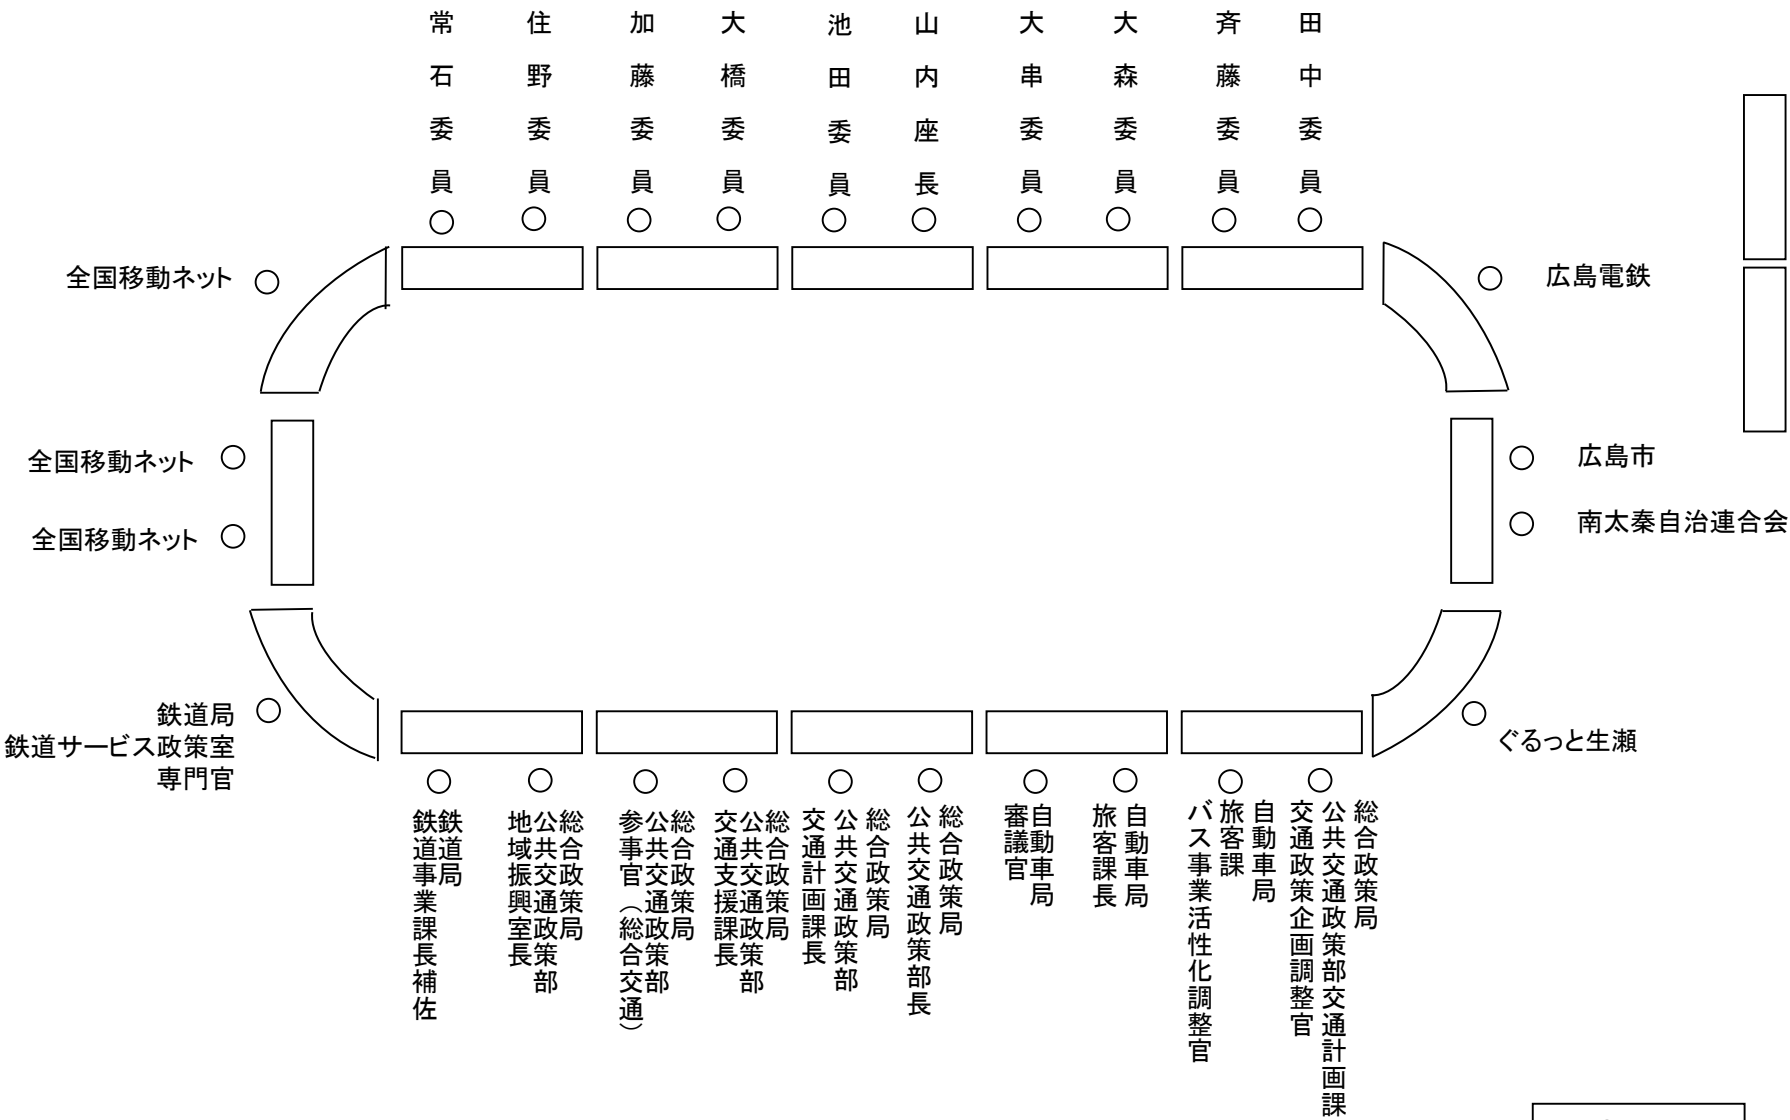 常石委員
住野委員
加藤委員
大橋委員
池田委員
山内座長
大串委員
大森委員
斉藤委員
田中委員
全国移動ネット
広島電鉄
全国移動ネット
広島市
全国移動ネット
南太秦自治連合会
鉄道局
鉄道サービス政策室
専門官
ぐるっと生瀬
鉄道局
鉄道事業課長補佐
総合政策局
公共交通政策部
地域振興室長
総合政策局
公共交通政策部
参事官（総合交通）
総合政策局
公共交通政策部
交通支援課長
総合政策局
公共交通政策部
交通計画課長
総合政策局
公共交通政策部長
自動車局
審議官
自動車局
旅客課長
自動車局
旅客課
バス事業活性化調整官
総合政策局
公共交通政策部交通計画課
交通政策企画調整官